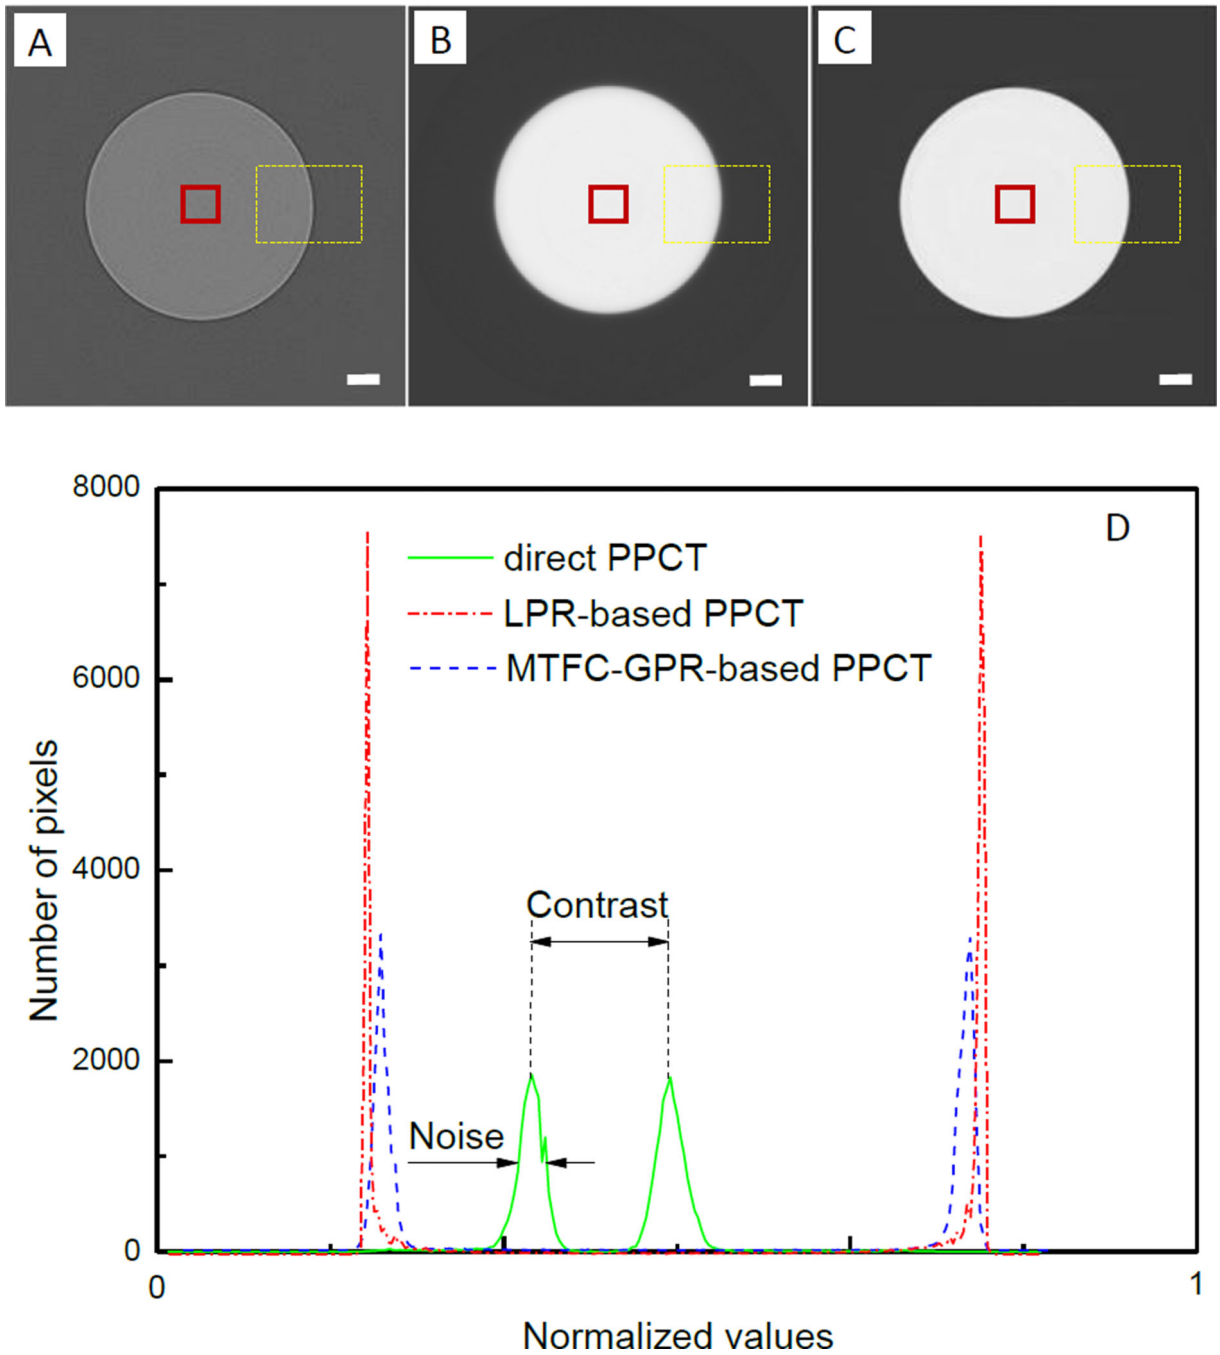 A
B
C
8000
D
direct PPCT
LPR-based PPCT
6000
MTFC-GPR-based PPCT
Number of pixels
4000
Contrast
2000
Noise
0
0
1
Normalized values